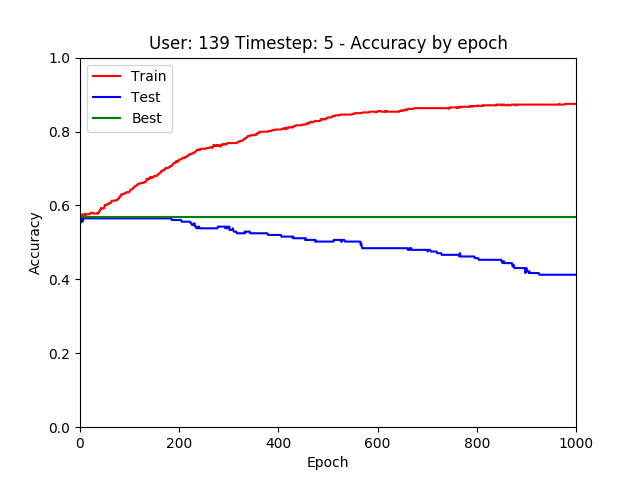 User: 139 Timestep: 5 - Accuracy by epoch
1.0
0.8
0.6
0.4
0.2
0.0
Accuracy
Train
Test
Best
0 200 400 600 800 1000
Epoch